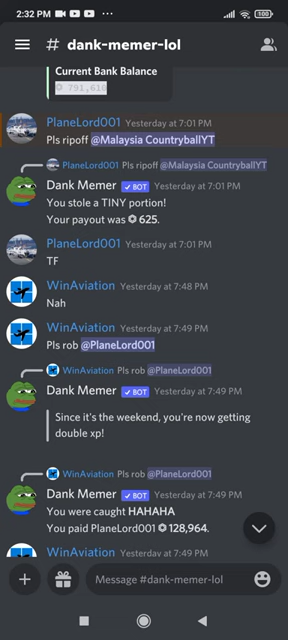 2:32 PM
100
# dank-memer-lol
Current Bank Balance
791,610
PlaneLord001 Yesterday at 7:01 PM
Pls ripoff @Malaysia CountryballYT
PlaneLord001 Pls ripoff @Malaysia CountryballYT
Dank Memer ✓ BOT Yesterday at 7:01 PM
You stole a TINY portion!
Your payout was 625.
PlaneLord001 Yesterday at 7:01 PM
TF
WinAviation Yesterday at 7:48 PM
Nah
WinAviation Yesterday at 7:49 PM
Pls rob @PlaneLord001
WinAviation Pls rob @PlaneLord001
Dank Memer ✓ BOT Yesterday at 7:49 PM
Since it's the weekend, you're now getting
double xp!
WinAviation Pls rob @PlaneLord001
Dank Memer ✓ BOT Yesterday at 7:49 PM
You were caught HAHAHA
You paid PlaneLord001 128,964.
WinAviation Yesterday at 7:49 PM
Message #dank-memer-lol